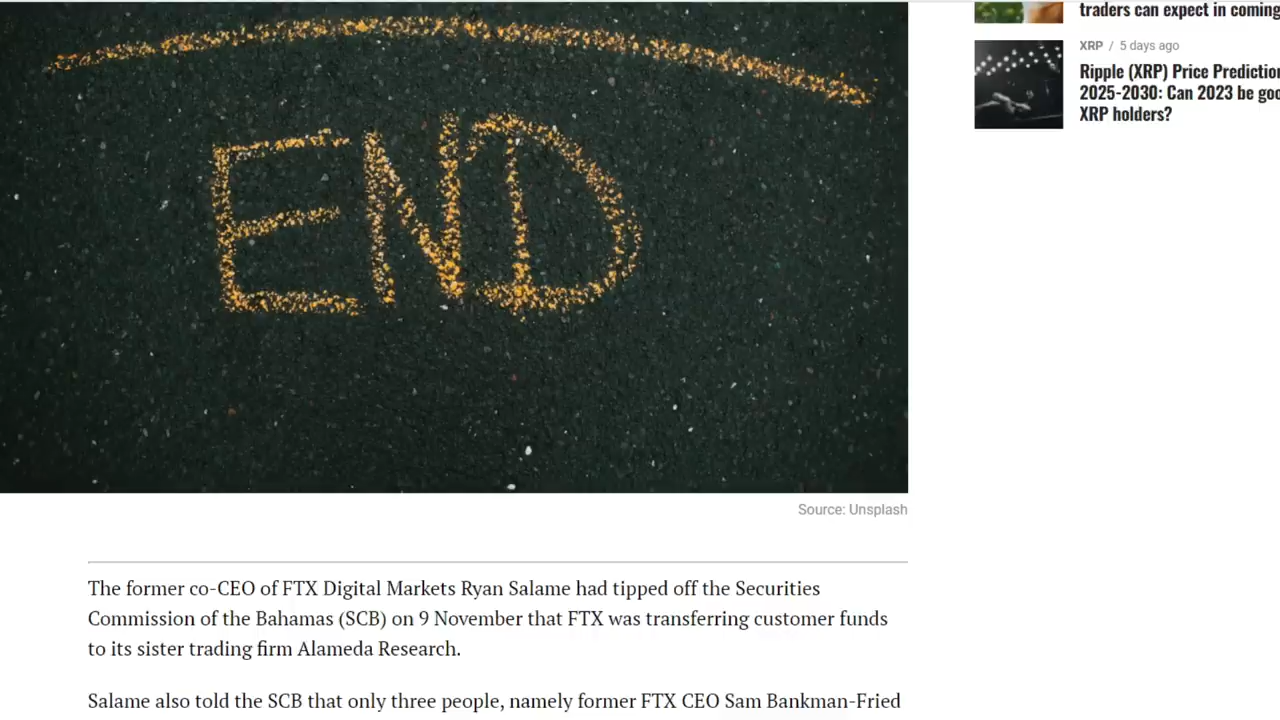 END
Source: Unsplash
The former co-CEO of FTX Digital Markets Ryan Salame had tipped off the Securities
Commission of the Bahamas (SCB) on 9 November that FTX was transferring customer funds
to its sister trading firm Alameda Research.
Salame also told the SCB that only three people, namely former FTX CEO Sam Bankman-Fried
traders can expect in coming
XRP / 5 days ago
Ripple (XRP) Price
2025-2030: Can 2023 be
XRP holders?